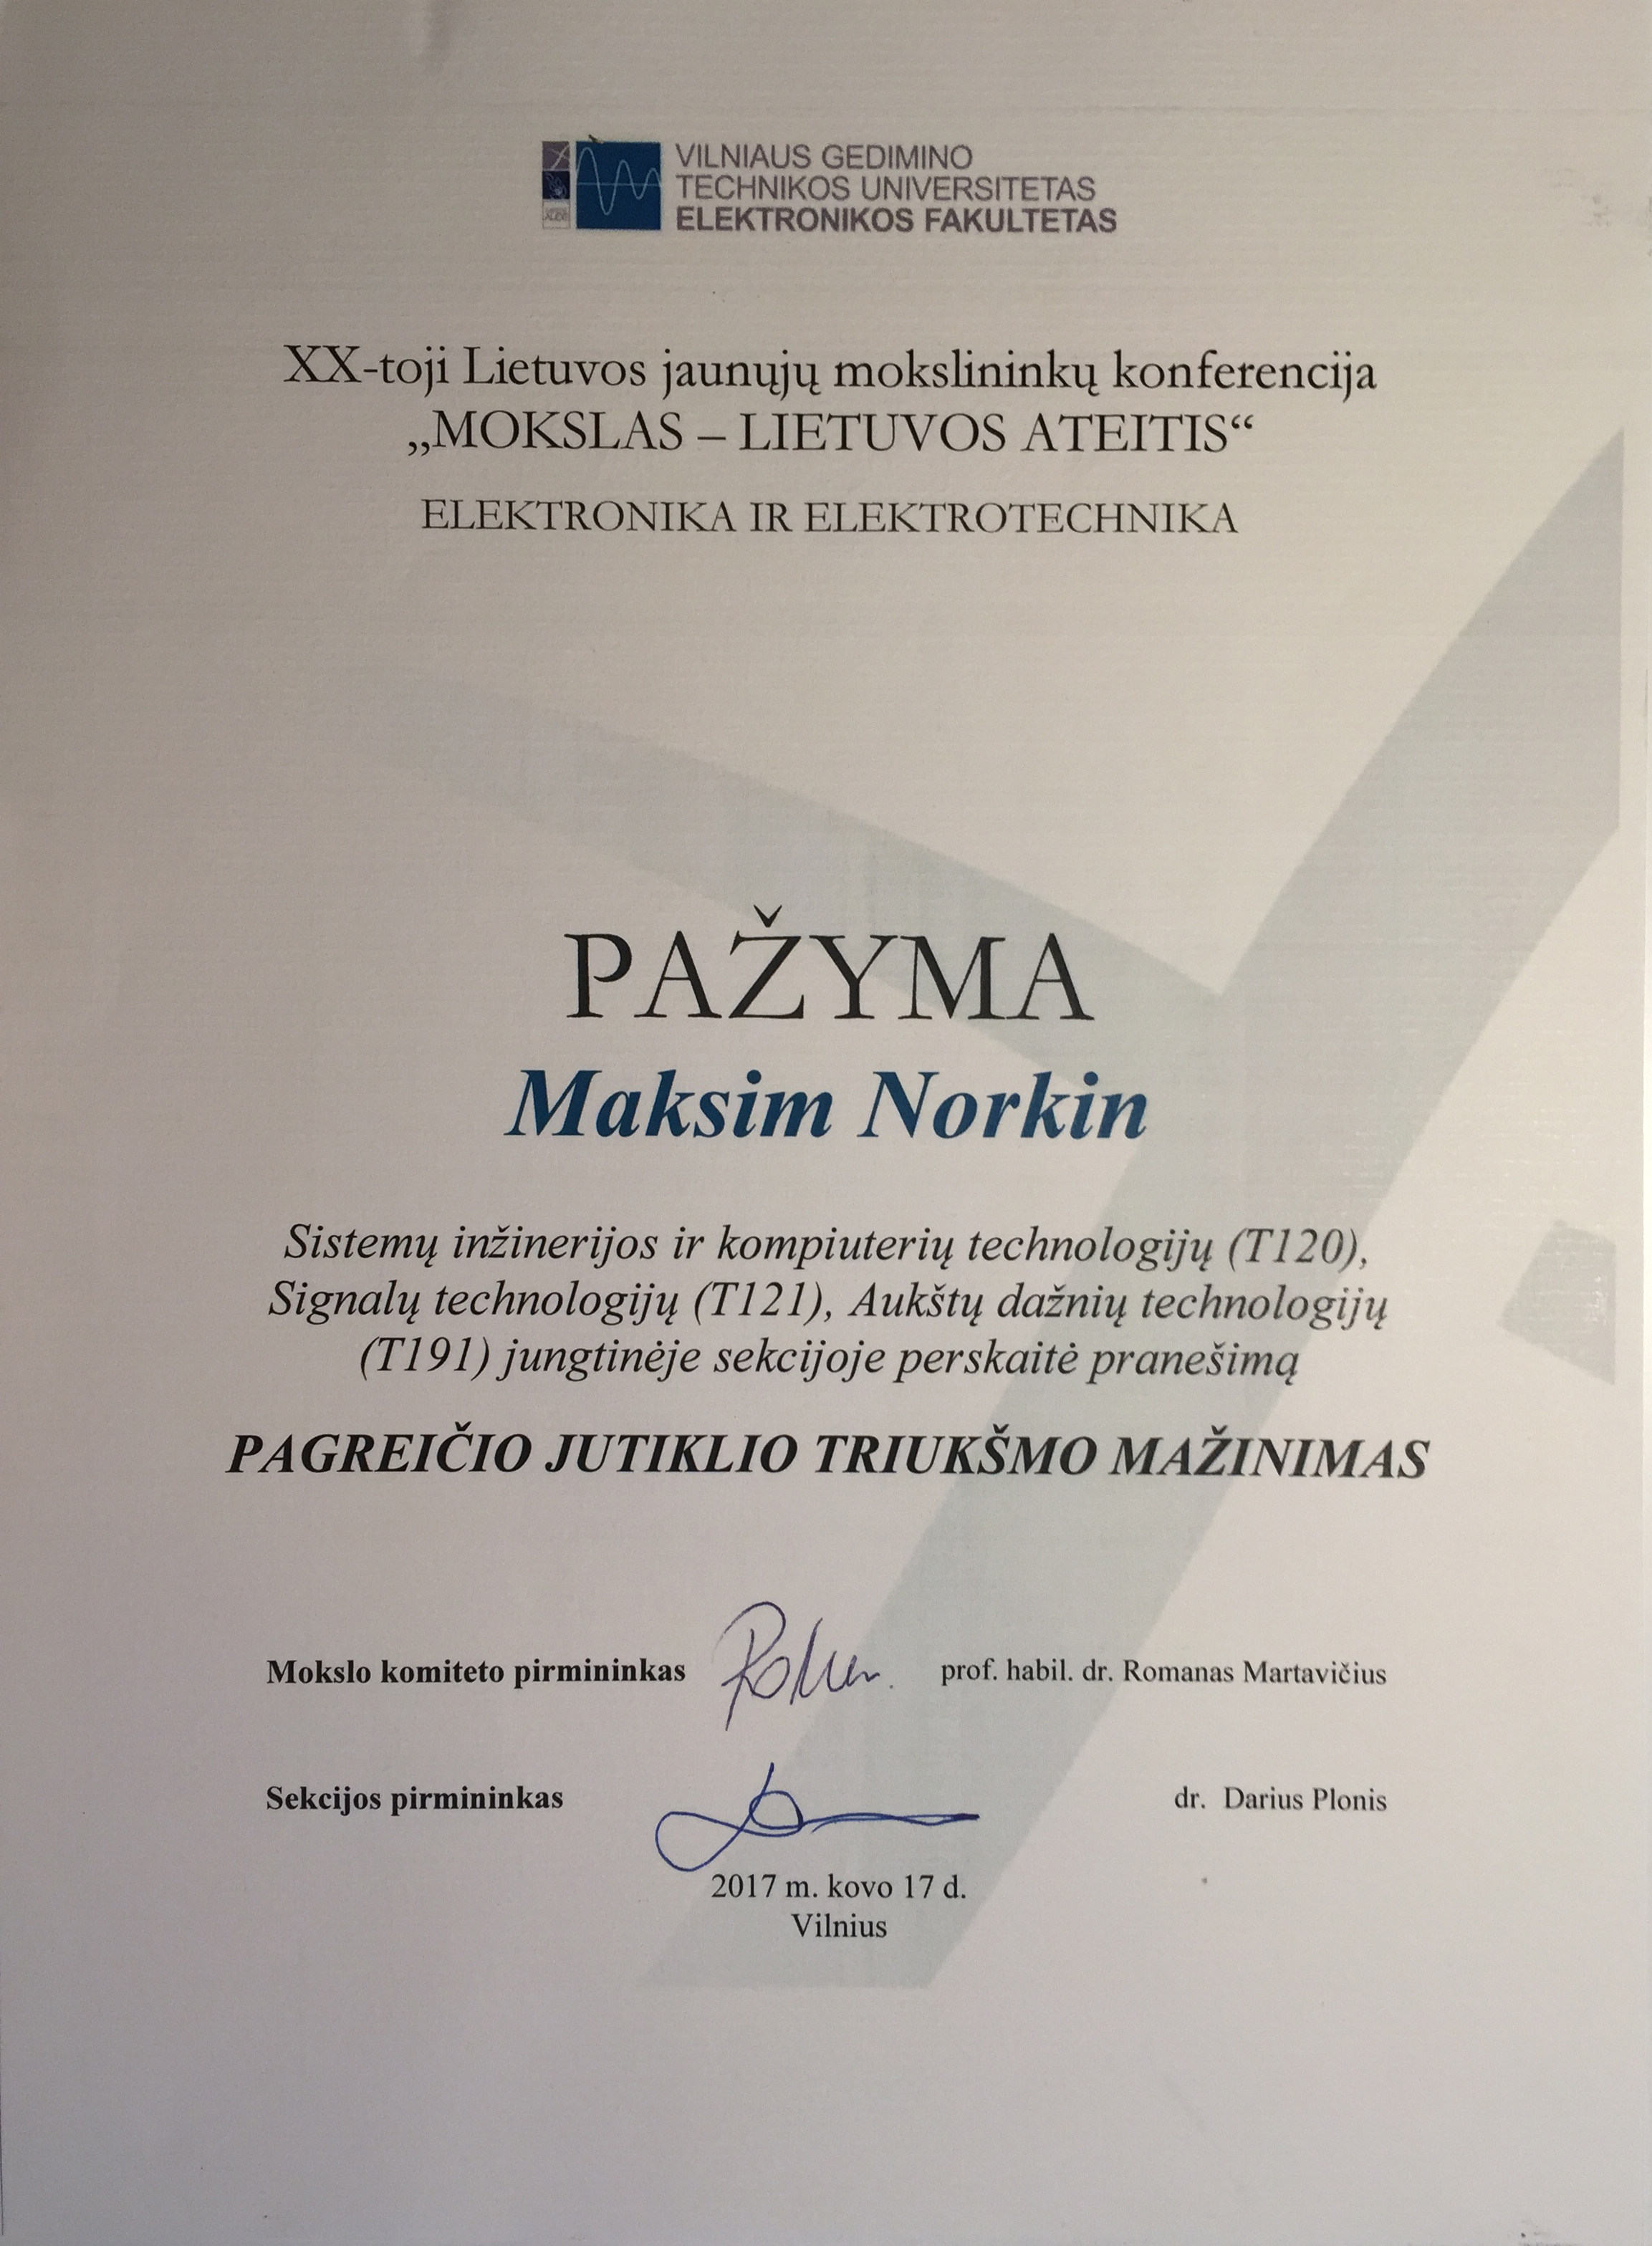 VILNIAUS GEDIMINO
TECHNIKOS UNIVERSITETAS
ELEKTRONIKOS FAKULTETAS
XX-toji Lietuvos jaunųjų mokslininkų konferencija
„MOKSLAS – LIETUVOS ATEITIS“
ELEKTRONIKA IR ELEKTROTECHNIKA
PAŽYMA
Maksim Norkin
Sistemų inžinerijos ir kompiuterių technologijų (T120),
Signalų technologijų (T121), Aukštų dažnių technologijų
(T191) jungtinėje sekcijoje perskaitė pranešimą
PAGREIČIO JUTIKLIO TRIUKŠMO MAŽINIMAS
Mokslo komiteto pirmininkas prof. habil. dr. Romanas Martavičius
Sekcijos pirmininkas dr. Darius Plonis
2017 m. kovo 17 d.
Vilnius